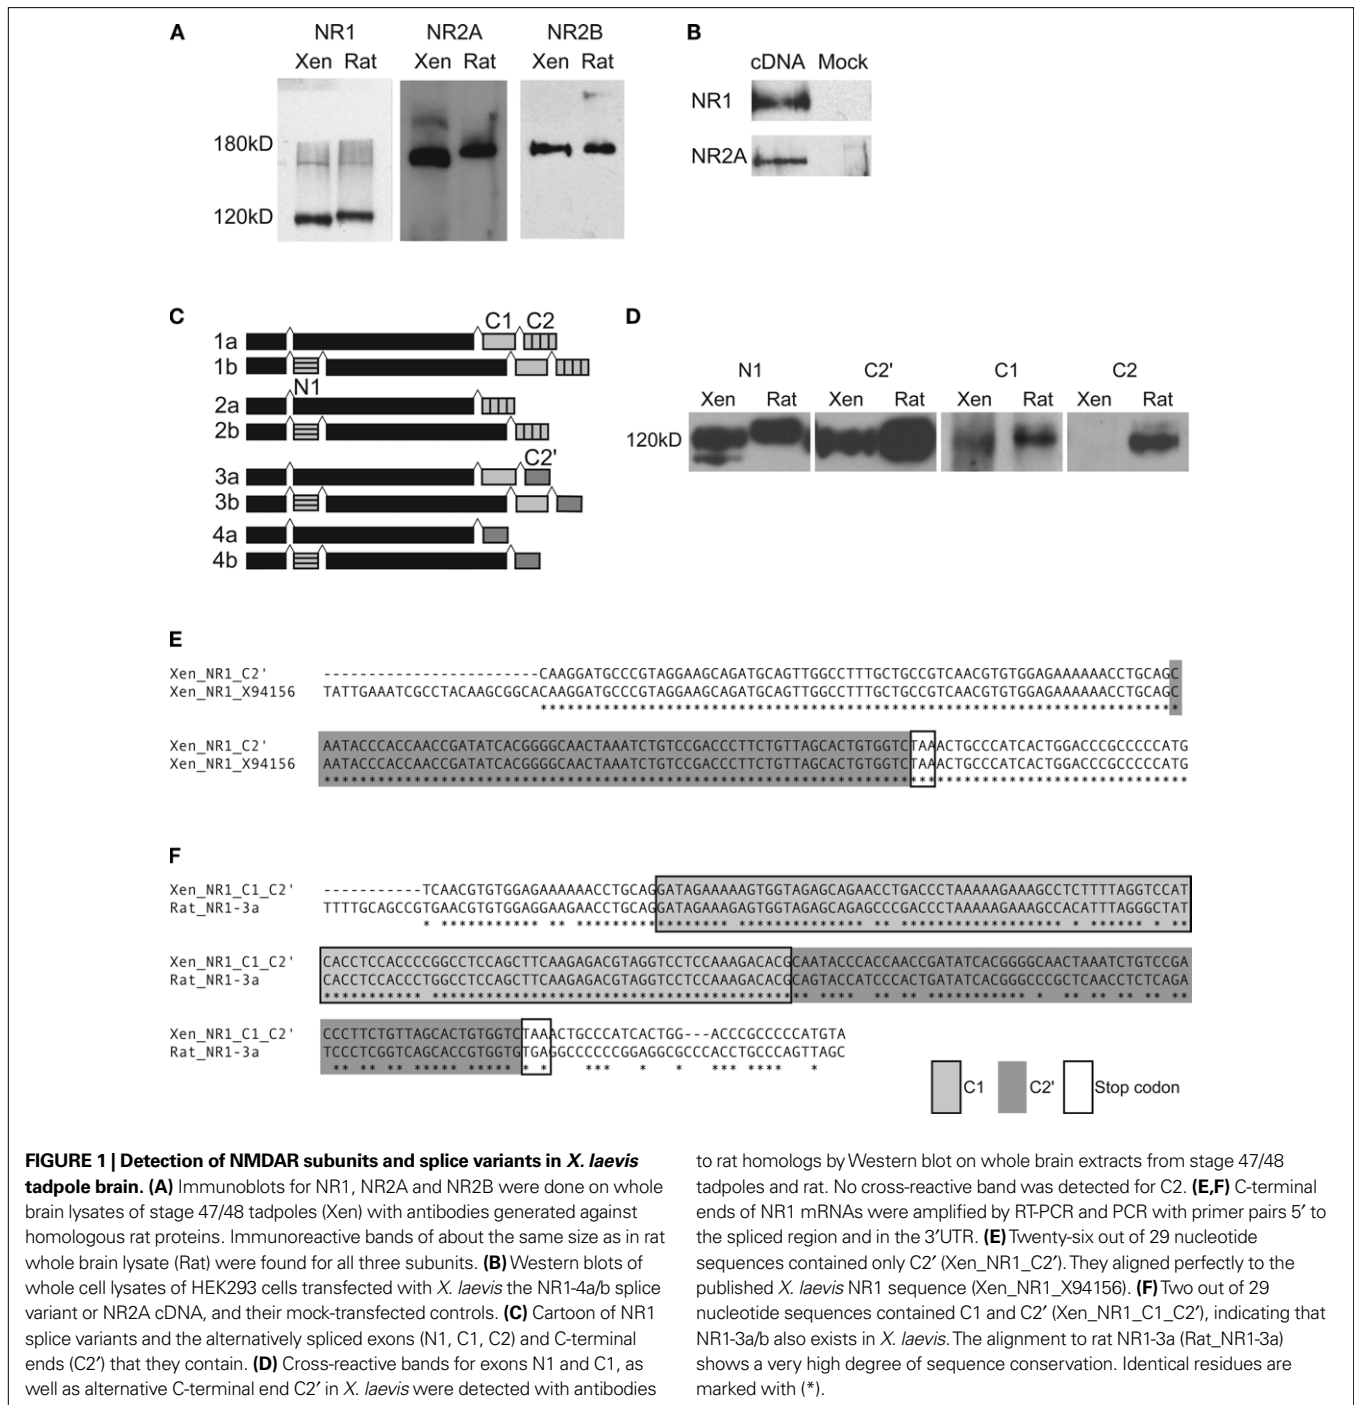 A
NR1 NR2A NR2B
Xen Rat Xen Rat Xen Rat
180kD
120kD
B
cDNA Mock
NR1
NR2A
C
C1 C2
1a
1b
N1
2a
2b
C2'
3a
3b
4a
4b
D
N1 C2' C1 C2
Xen Rat Xen Rat Xen Rat Xen Rat
120kD
E
Xen_NR1_C2' ------------------------CAAGGATGCCCGTAGGAAGCAGATGCAGTTGGCCTTTGCTGCCGTCAACGTGTGGAGAAAAAACCTGCAGC
Xen_NR1_X94156 TATTGAAATCGCCTACAAGCGGCACAAGGATGCCCGTAGGAAGCAGATGCAGTTGGCCTTTGCTGCCGTCAACGTGTGGAGAAAAAACCTGCAGC
***********************************************************************
Xen_NR1_C2' AATACCCACCAACCGATATCACGGGGCAACTAAATCTGTCCGACCCTTCTGTTAGCACTGTGGTCTAAACTGCCCATCACTGGACCCGCCCCCATG
Xen_NR1_X94156 AATACCCACCAACCGATATCACGGGGCAACTAAATCTGTCCGACCCTTCTGTTAGCACTGTGGTCTAAACTGCCCATCACTGGACCCGCCCCCATG
************************************************************************************************
F
Xen_NR1_C1_C2' -----------TCAACGTGTGGAGAAAAAACCTGCAGGATAGAAAAAGTGGTAGAGCAGAACCTGACCCTAAAAAGAAAGCCTCTTTTAGGTCCAT
Rat_NR1-3a TTTTGCAGCCGTGAACGTGTGGAGGAAGAACCTGCAGGATAGAAAGAGTGGTAGAGCAGAGCCCGACCCTAAAAAGAAAGCCACATTTAGGGCTAT
* *********** ** ****************** ************** ** ****************** * ****** * **
Xen_NR1_C1_C2' CACCTCCACCCCGGCCTCCAGCTTCAAGAGACGTAGGTCCTCCAAAGACACGCAATACCCACCAACCGATATCACGGGGCAACTAAATCTGTCCGA
Rat_NR1-3a CACCTCCACCCTGGCCTCCAGCTTCAAGAGACGTAGGTCCTCCAAAGACACGCAGTACCATCCCACTGATATCACGGGCCCGCTCAACCTCTCAGA
*********** ****************************************** **** ** ** *********** * ** ** ** ** **
Xen_NR1_C1_C2' CCCTTCTGTTAGCACTGTGGTCTAAACTGCCCATCACTGG---ACCCGCCCCCATGTA
Rat_NR1-3a TCCCTCGGTCAGCACCGTGGTGTGAGGCCCCCCGGAGGCGCCCACCTGCCCAGTTAGC
** ** ** ***** ***** * * *** * * *** **** *
C1 C2' Stop codon
FIGURE 1 | Detection of NMDAR subunits and splice variants in X. laevis
tadpole brain. (A) Immunoblots for NR1, NR2A and NR2B were done on whole
brain lysates of stage 47/48 tadpoles (Xen) with antibodies generated against
homologous rat proteins. Immunoreactive bands of about the same size as in rat
whole brain lysate (Rat) were found for all three subunits. (B) Western blots of
whole cell lysates of HEK293 cells transfected with X. laevis the NR1-4a/b splice
variant or NR2A cDNA, and their mock-transfected controls. (C) Cartoon of NR1
splice variants and the alternatively spliced exons (N1, C1, C2) and C-terminal
ends (C2′) that they contain. (D) Cross-reactive bands for exons N1 and C1, as
well as alternative C-terminal end C2′ in X. laevis were detected with antibodies
to rat homologs by Western blot on whole brain extracts from stage 47/48
tadpoles and rat. No cross-reactive band was detected for C2. (E,F) C-terminal
ends of NR1 mRNAs were amplified by RT-PCR and PCR with primer pairs 5′ to
the spliced region and in the 3′UTR. (E) Twenty-six out of 29 nucleotide
sequences contained only C2′ (Xen_NR1_C2′). They aligned perfectly to the
published X. laevis NR1 sequence (Xen_NR1_X94156). (F) Two out of 29
nucleotide sequences contained C1 and C2′ (Xen_NR1_C1_C2′), indicating that
NR1-3a/b also exists in X. laevis. The alignment to rat NR1-3a (Rat_NR1-3a)
shows a very high degree of sequence conservation. Identical residues are
marked with (*).